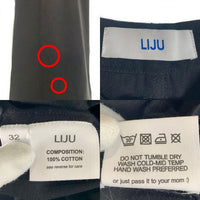 LIJU
32
LIJU
COMPOSITION:
100% COTTON
see reverse for care
DO NOT TUMBLE DRY
WASH COLD-MID TEMP
HAND WASH PREFERRED
or just pass it to your mom :)